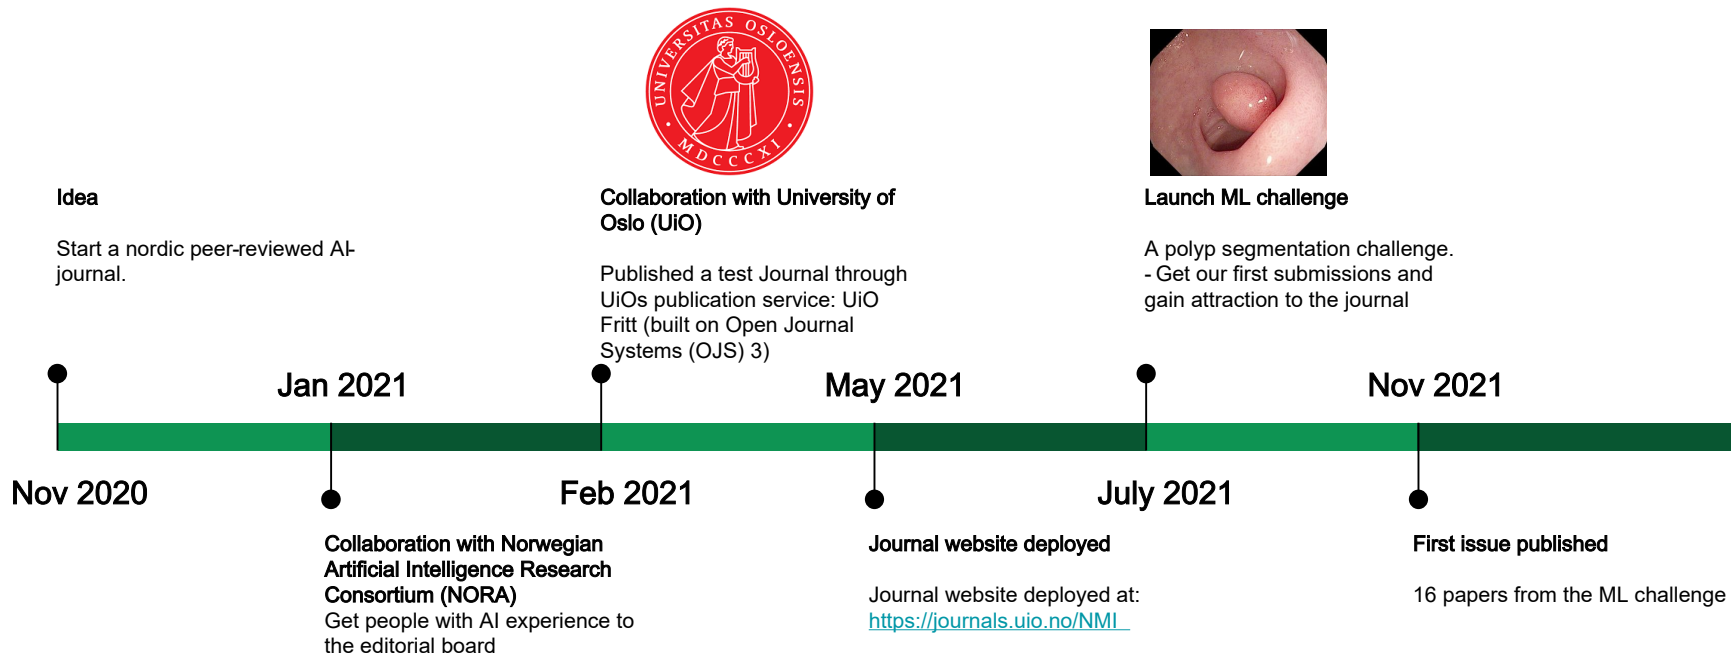 UNIVERSITAS OSLOENSIS
MDCCCXI
Idea
Start a nordic peer-reviewed AI-
journal.
Collaboration with University of
Oslo (UiO)
Published a test Journal through
UiOs publication service: UiO
Fritt (built on Open Journal
Systems (OJS) 3)
Launch ML challenge
A polyp segmentation challenge.
- Get our first submissions and
gain attraction to the journal
Jan 2021
May 2021
Nov 2021
Nov 2020
Feb 2021
July 2021
Collaboration with Norwegian
Artificial Intelligence Research
Consortium (NORA)
Get people with AI experience to
the editorial board
Journal website deployed
Journal website deployed at:
https://journals.uio.no/NMI
First issue published
16 papers from the ML challenge